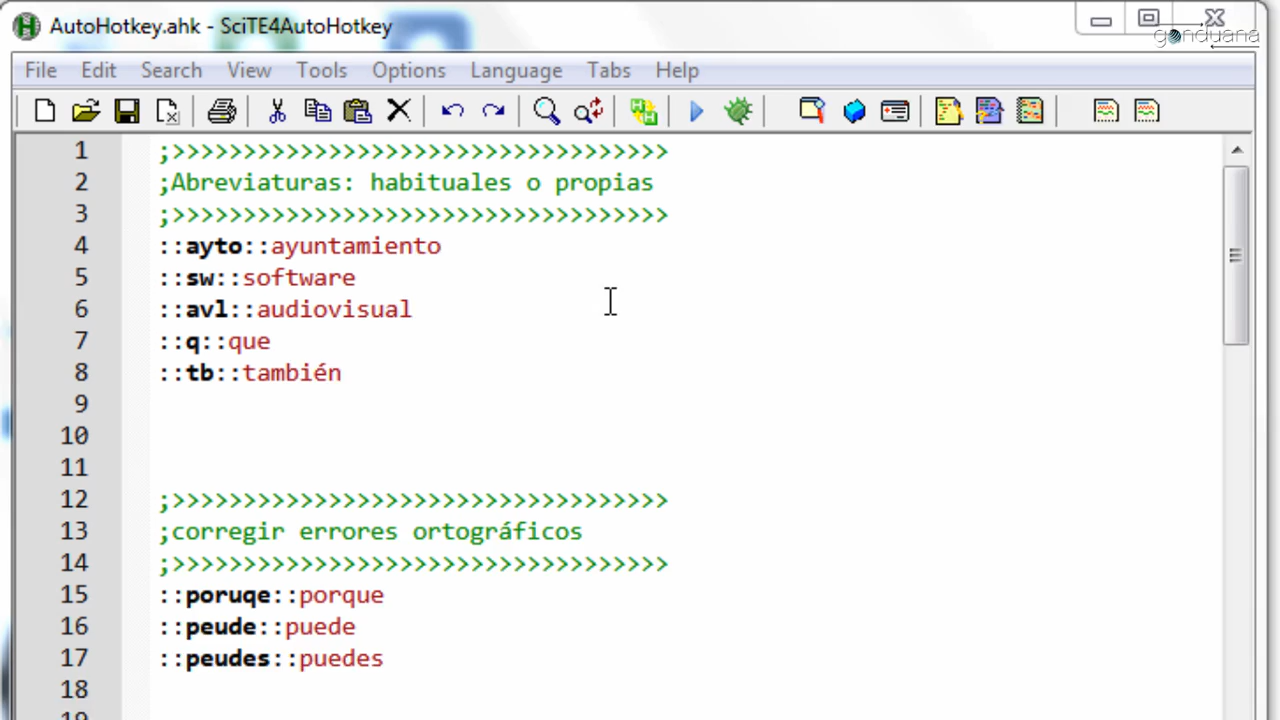 AutoHotkey.ahk - SciTE4AutoHotkey
gonduana
File Edit Search View Tools Options Language Tabs Help
1 ;>>>>>>>>>>>>>>>>>>>>>>>>>>>>>>>>>>>
2 ;Abreviaturas: habituales o propias
3 ;>>>>>>>>>>>>>>>>>>>>>>>>>>>>>>>>>>>
4 ::ayto::ayuntamiento
5 ::sw::software
6 ::avl::audiovisual
7 ::q::que
8 ::tb::también
9
10
11
12 ;>>>>>>>>>>>>>>>>>>>>>>>>>>>>>>>>>>>
13 ;corregir errores ortográficos
14 ;>>>>>>>>>>>>>>>>>>>>>>>>>>>>>>>>>>>
15 ::poruqe::porque
16 ::peude::puede
17 ::peudes::puedes
18
19